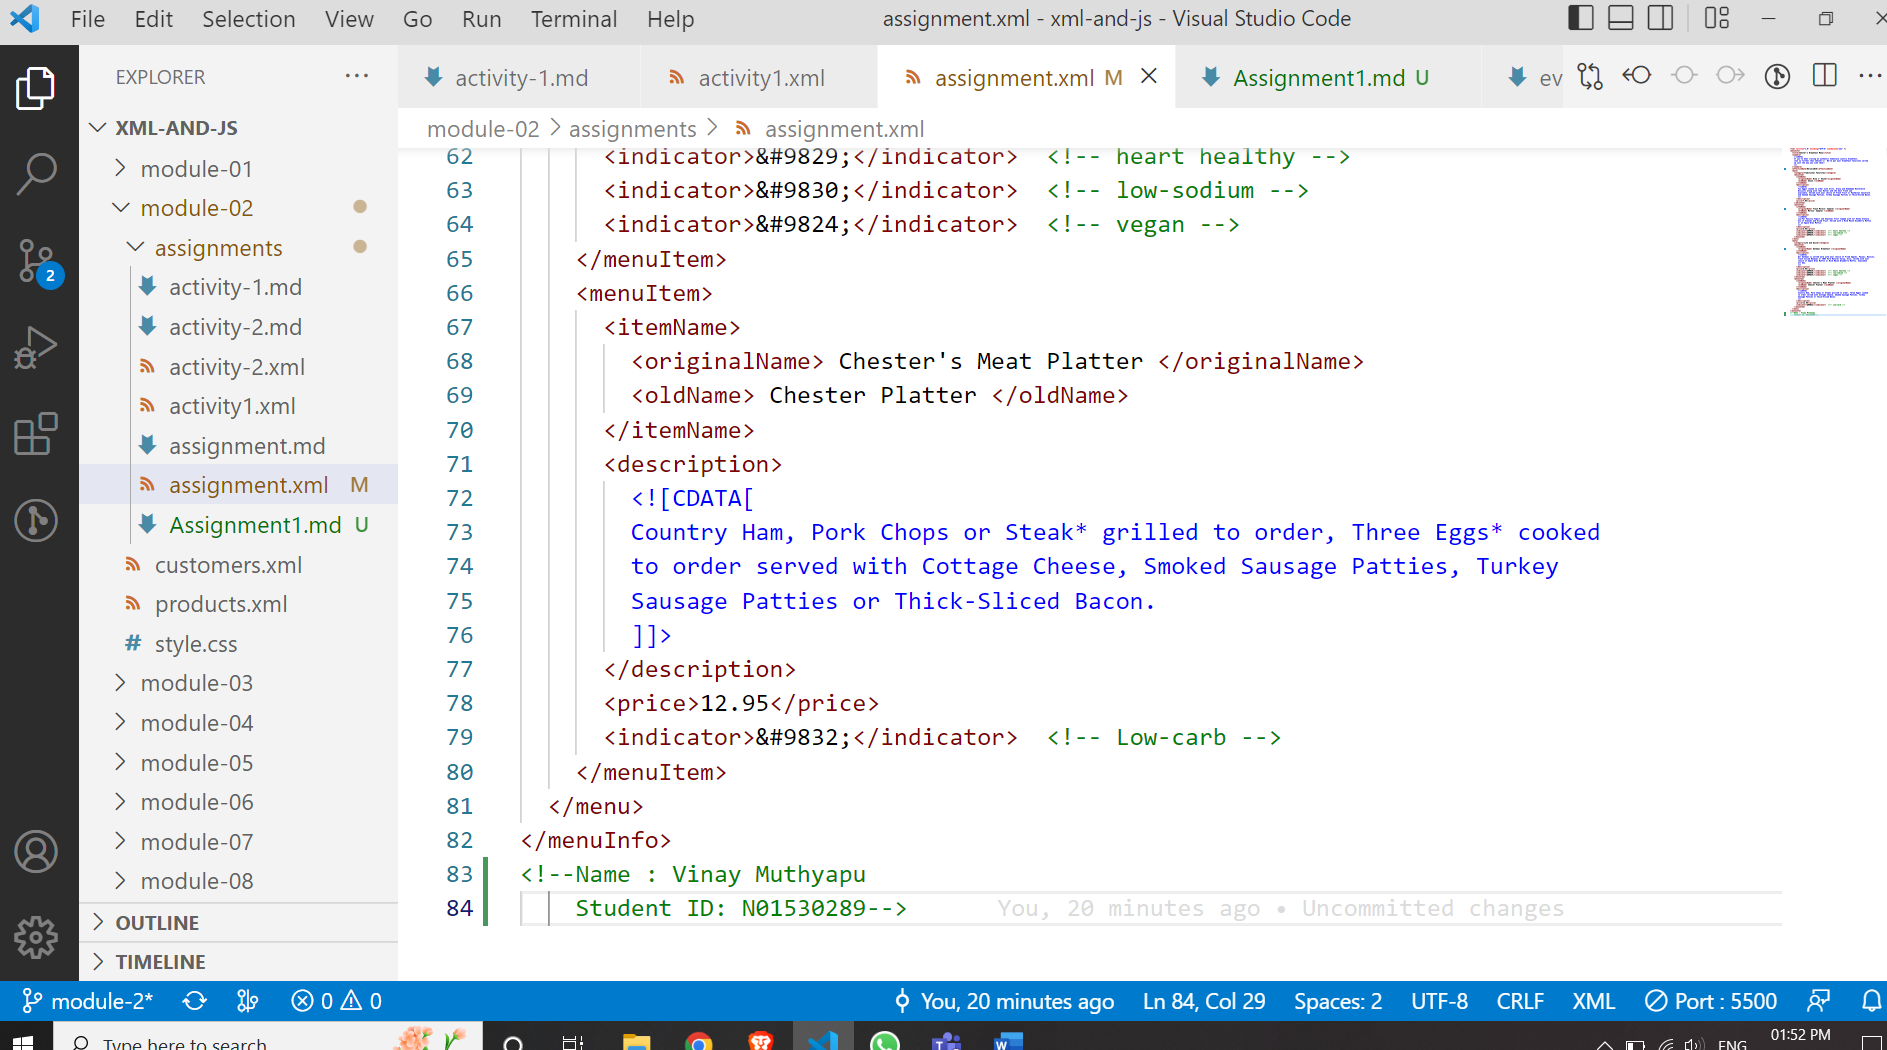 File Edit Selection View Go Run Terminal Help
assignment.xml - xml-and-js - Visual Studio Code
EXPLORER
XML-AND-JS
module-01
module-02
assignments
activity-1.md
activity-2.md
activity-2.xml
activity1.xml
assignment.md
assignment.xml M
Assignment1.md U
customers.xml
products.xml
style.css
module-03
module-04
module-05
module-06
module-07
module-08
OUTLINE
TIMELINE
2
activity-1.md activity1.xml assignment.xml M Assignment1.md U ev
module-02 > assignments > assignment.xml
62 <indicator>&#9829;</indicator> <!-- heart healthy -->
63 <indicator>&#9830;</indicator> <!-- low-sodium -->
64 <indicator>&#9824;</indicator> <!-- vegan -->
65 </menuItem>
66 <menuItem>
67 <itemName>
68 <originalName> Chester's Meat Platter </originalName>
69 <oldName> Chester Platter </oldName>
70 </itemName>
71 <description>
72 <![CDATA[
73 Country Ham, Pork Chops or Steak* grilled to order, Three Eggs* cooked
74 to order served with Cottage Cheese, Smoked Sausage Patties, Turkey
75 Sausage Patties or Thick-Sliced Bacon.
76 ]]>
77 </description>
78 <price>12.95</price>
79 <indicator>&#9832;</indicator> <!-- Low-carb -->
80 </menuItem>
81 </menu>
82 </menuInfo>
83 <!--Name : Vinay Muthyapu
84 Student ID: N01530289--> You, 20 minutes ago • Uncommitted changes
module-2* 0 0 You, 20 minutes ago Ln 84, Col 29 Spaces: 2 UTF-8 CRLF XML Port : 5500
Type here to search
ENG
01:52 PM